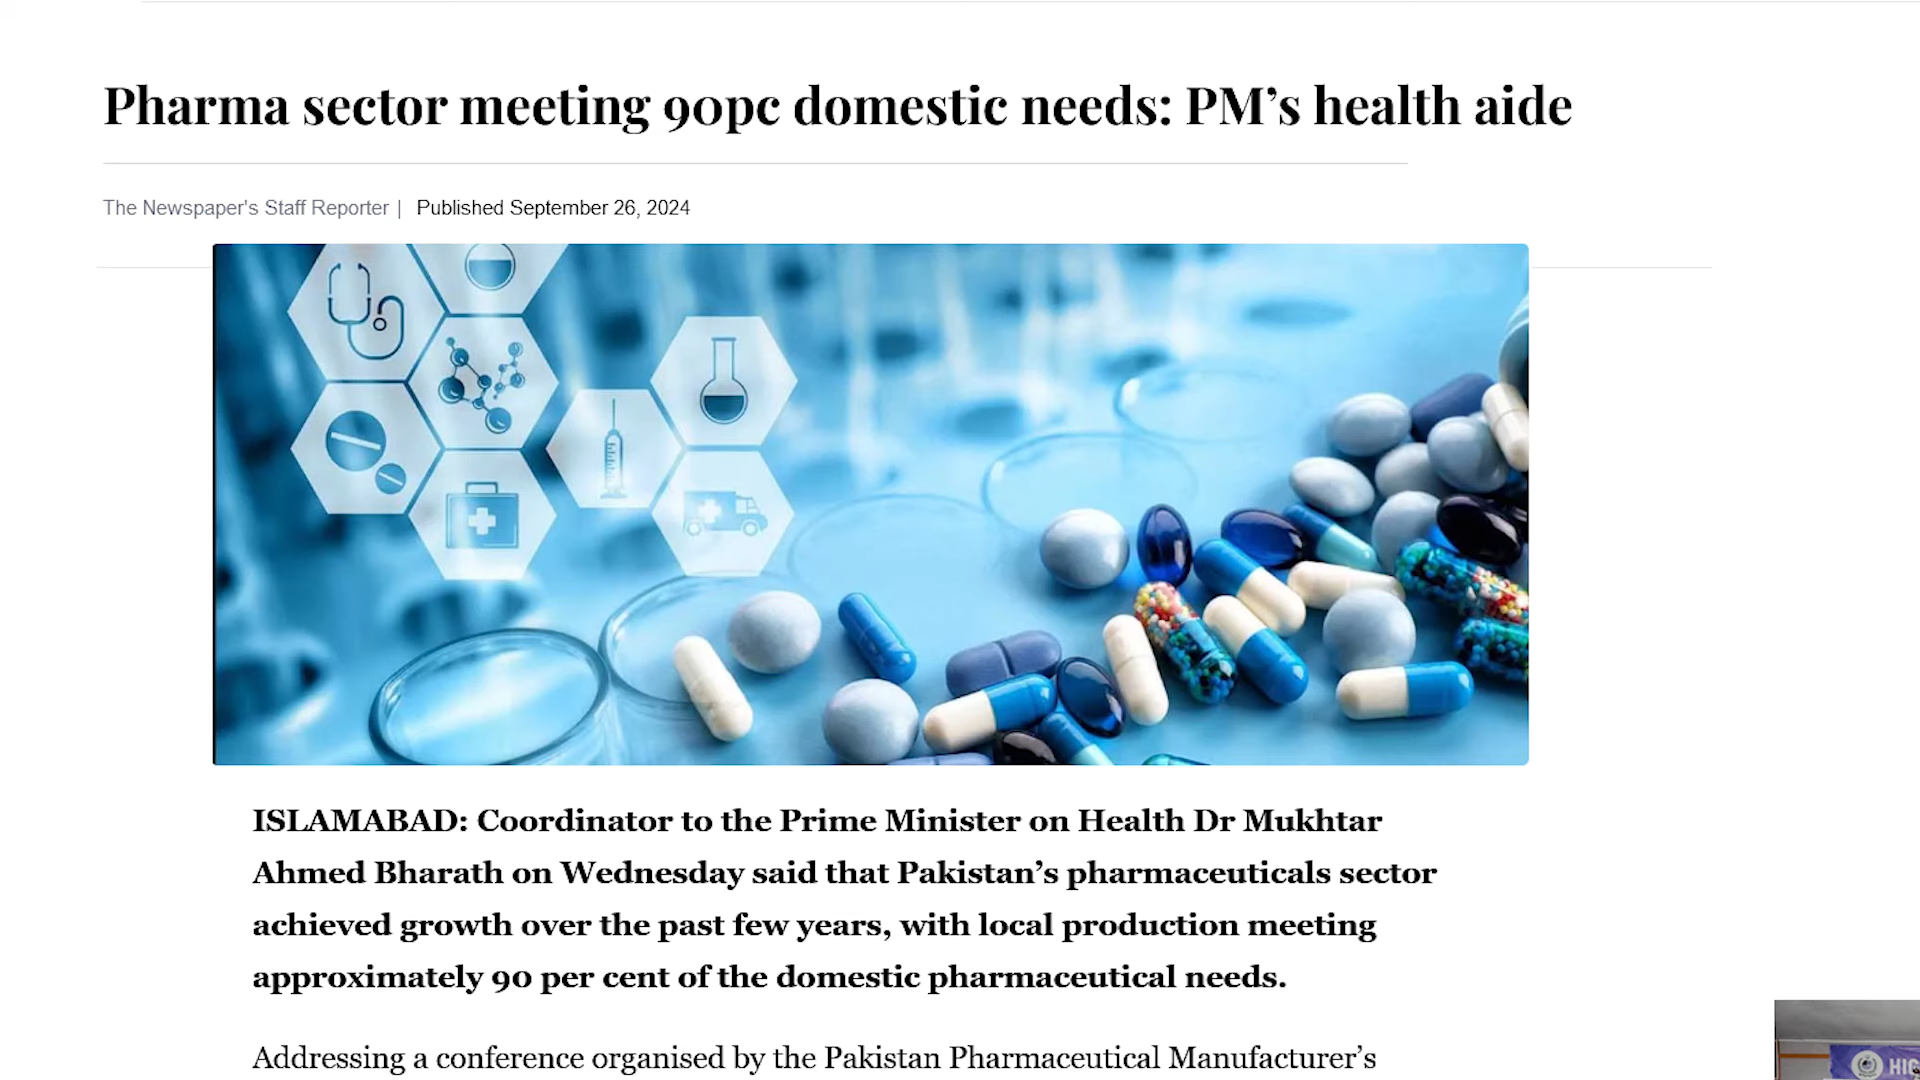 Pharma sector meeting 90pc domestic needs: PM’s health aide
The Newspaper's Staff Reporter | Published September 26, 2024
ISLAMABAD: Coordinator to the Prime Minister on Health Dr Mukhtar
Ahmed Bharath on Wednesday said that Pakistan’s pharmaceuticals sector
achieved growth over the past few years, with local production meeting
approximately 90 per cent of the domestic pharmaceutical needs.
Addressing a conference organised by the Pakistan Pharmaceutical Manufacturer’s